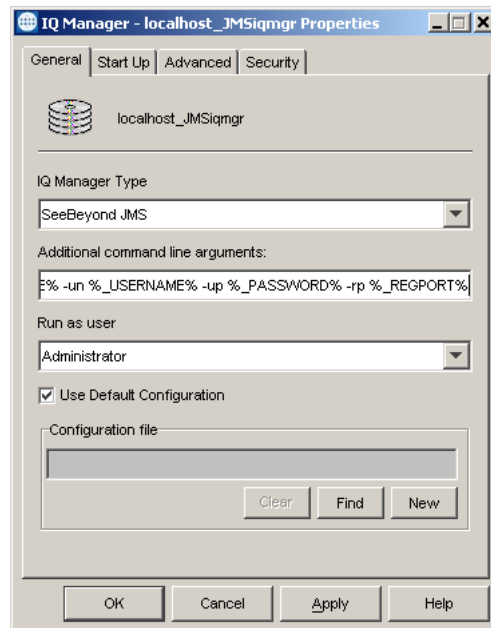 IQ Manager - localhost_JMSiqmgr Properties
General Start Up Advanced Security
localhost_JMSiqmgr
IQ Manager Type
SeeBeyond JMS
Additional command line arguments:
E% -un %_USERNAME% -up %_PASSWORD% -rp %_REGPORT%
Run as user
Administrator
Use Default Configuration
Configuration file
Clear Find New
OK Cancel Apply Help